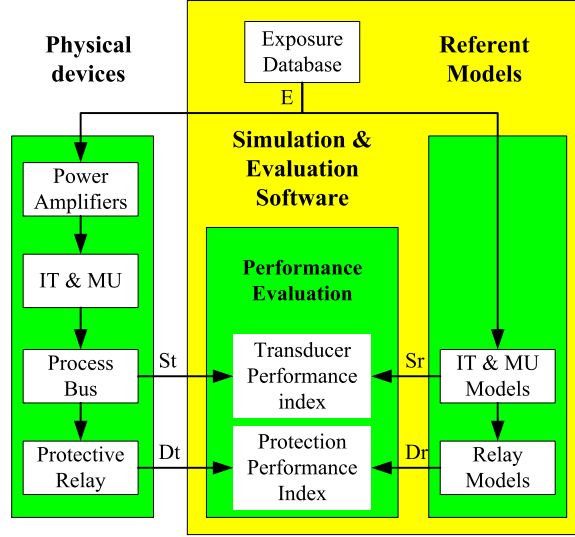 Physical
devices
Exposure
Database
Referent
Models
E
Simulation &
Evaluation
Software
Power
Amplifiers
IT & MU
Process
Bus
Protective
Relay
St
Dt
Performance
Evaluation
Transducer
Performance
index
Protection
Performance
Index
Sr
Dr
IT & MU
Models
Relay
Models